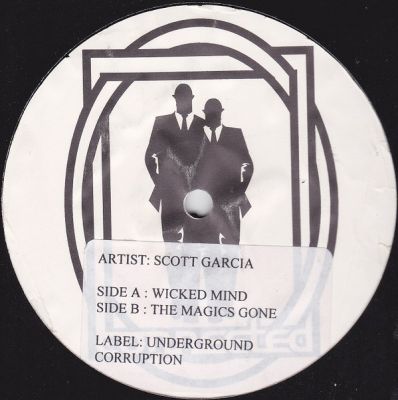 ARTIST: SCOTT GARCIA
SIDE A : WICKED MIND
SIDE B : THE MAGICS GONE
LABEL: UNDERGROUND
CORRUPTION